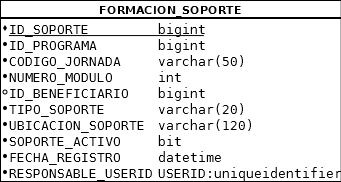 FORMACION_SOPORTE
ID_SOPORTE bigint
ID_PROGRAMA bigint
CODIGO_JORNADA varchar(50)
NUMERO_MODULO int
ID_BENEFICIARIO bigint
TIPO_SOPORTE varchar(20)
UBICACION_SOPORTE varchar(120)
SOPORTE_ACTIVO bit
FECHA_REGISTRO datetime
RESPONSABLE_USERID USERID:uniqueidentifier